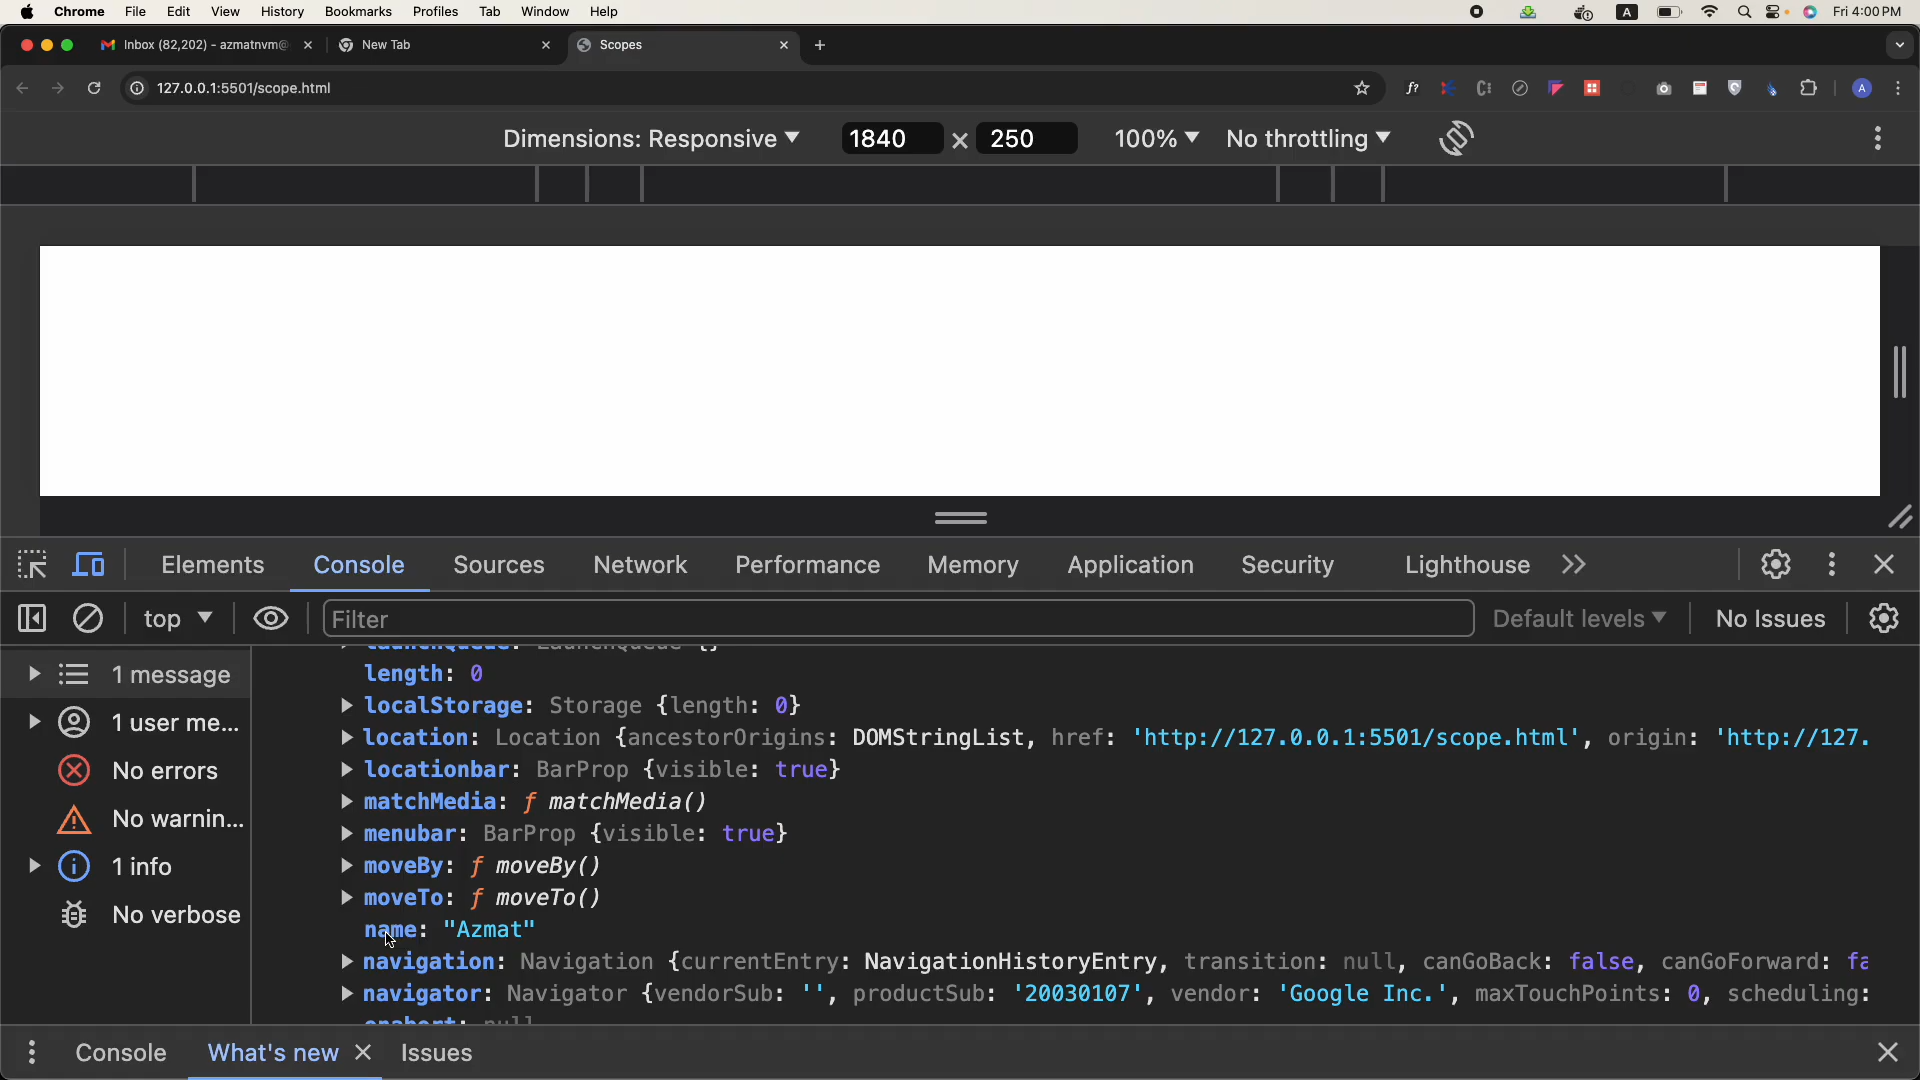 Chrome File Edit View History Bookmarks Profiles Tab Window Help A Fri 4:00 PM
Inbox (82,202) - azmatnvm@ New Tab Scopes
127.0.0.1:5501/scope.html f? A
Dimensions: Responsive 1840 × 250 100% No throttling
Elements Console Sources Network Performance Memory Application Security Lighthouse
top Filter Default levels No Issues
1 message
1 user me...
No errors
No warnin...
1 info
No verbose
launchQueue: LaunchQueue {}
length: 0
localStorage: Storage {length: 0}
location: Location {ancestorOrigins: DOMStringList, href: 'http://127.0.0.1:5501/scope.html', origin: 'http://127.
locationbar: BarProp {visible: true}
matchMedia: ƒ matchMedia()
menubar: BarProp {visible: true}
moveBy: ƒ moveBy()
moveTo: ƒ moveTo()
name: "Azmat"
navigation: Navigation {currentEntry: NavigationHistoryEntry, transition: null, canGoBack: false, canGoForward: fa
navigator: Navigator {vendorSub: '', productSub: '20030107', vendor: 'Google Inc.', maxTouchPoints: 0, scheduling:
onabort: null
Console What's new Issues